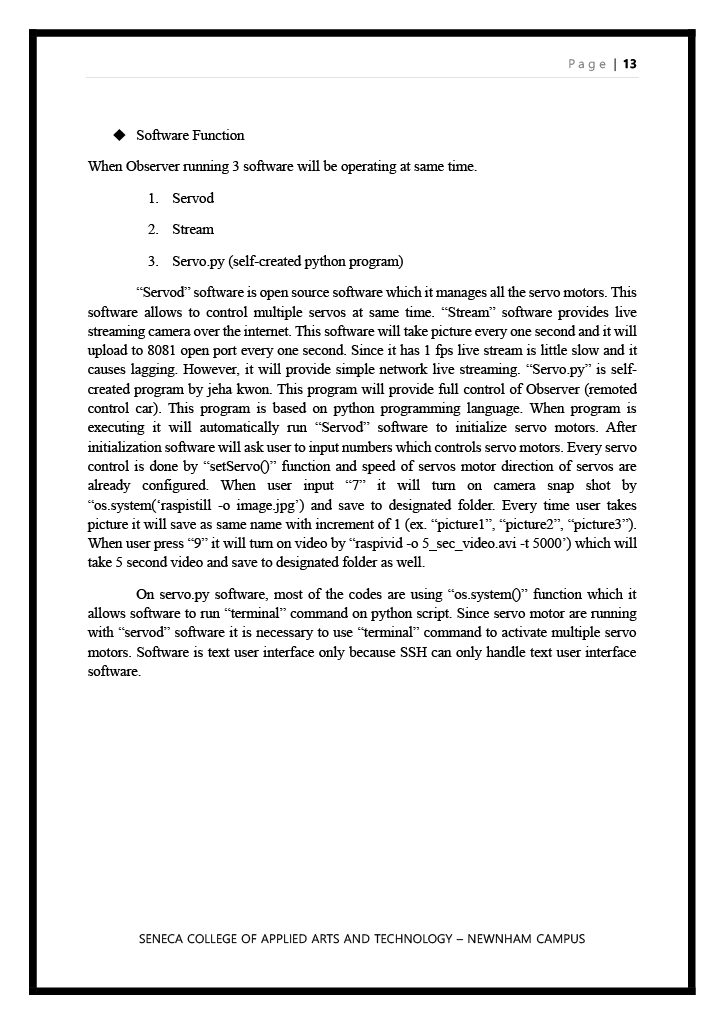 Page | 13
◆ Software Function
When Observer running 3 software will be operating at same time.
1. Servod
2. Stream
3. Servo.py (self-created python program)
“Servod” software is open source software which it manages all the servo motors. This
software allows to control multiple servos at same time. “Stream” software provides live
streaming camera over the internet. This software will take picture every one second and it will
upload to 8081 open port every one second. Since it has 1 fps live stream is little slow and it
causes lagging. However, it will provide simple network live streaming. “Servo.py” is self-
created program by jeha kwon. This program will provide full control of Observer (remoted
control car). This program is based on python programming language. When program is
executing it will automatically run “Servod” software to initialize servo motors. After
initialization software will ask user to input numbers which controls servo motors. Every servo
control is done by “setServo()” function and speed of servos motor direction of servos are
already configured. When user input “7” it will turn on camera snap shot by
“os.system(‘raspistill -o image.jpg’) and save to designated folder. Every time user takes
picture it will save as same name with increment of 1 (ex. “picture1”, “picture2”, “picture3”).
When user press “9” it will turn on video by “raspivid -o 5_sec_video.avi -t 5000’) which will
take 5 second video and save to designated folder as well.
On servo.py software, most of the codes are using “os.system()” function which it
allows software to run “terminal” command on python script. Since servo motor are running
with “servod” software it is necessary to use “terminal” command to activate multiple servo
motors. Software is text user interface only because SSH can only handle text user interface
software.
SENECA COLLEGE OF APPLIED ARTS AND TECHNOLOGY – NEWNHAM CAMPUS